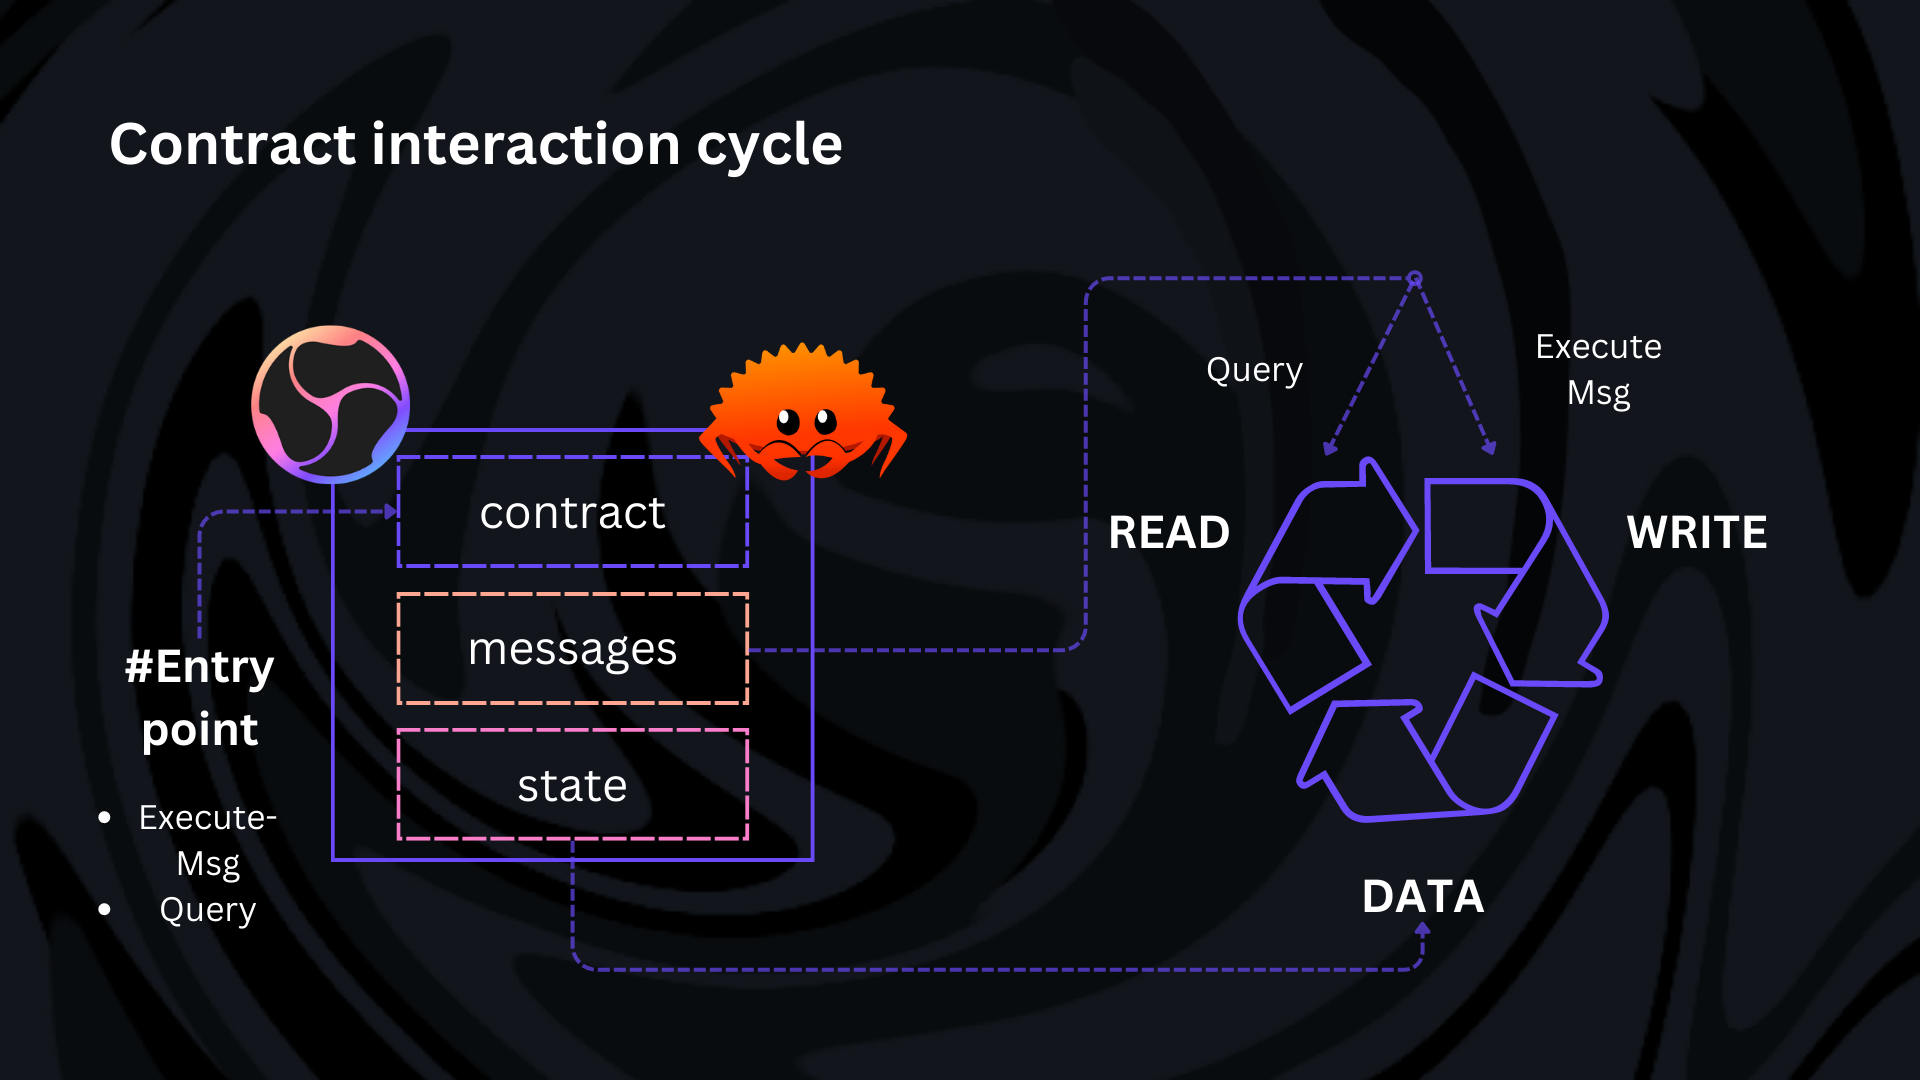 Contract interaction cycle
contract
messages
state
#Entry
point
• Execute-
Msg
• Query
Query
Execute
Msg
READ
WRITE
DATA